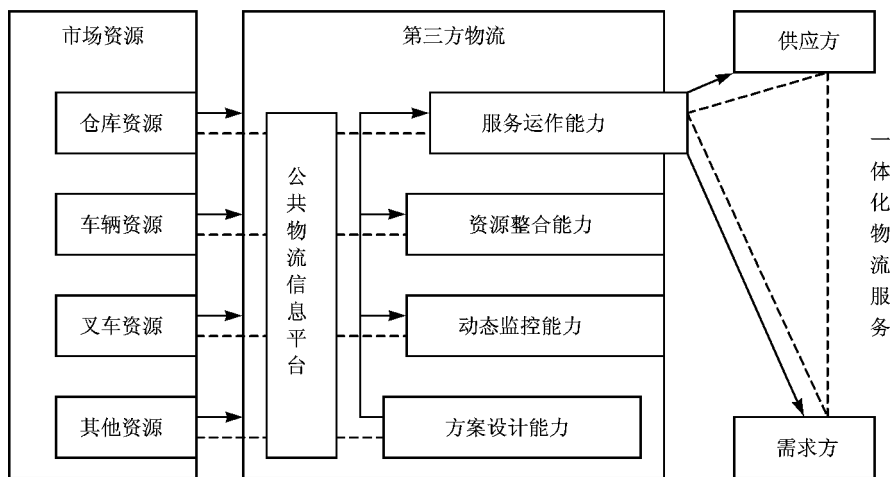 市场资源
仓库资源
车辆资源
叉车资源
其他资源
第三方物流
公共物流信息平台
服务运作能力
资源整合能力
动态监控能力
方案设计能力
供应方
需求方
一体化物流服务